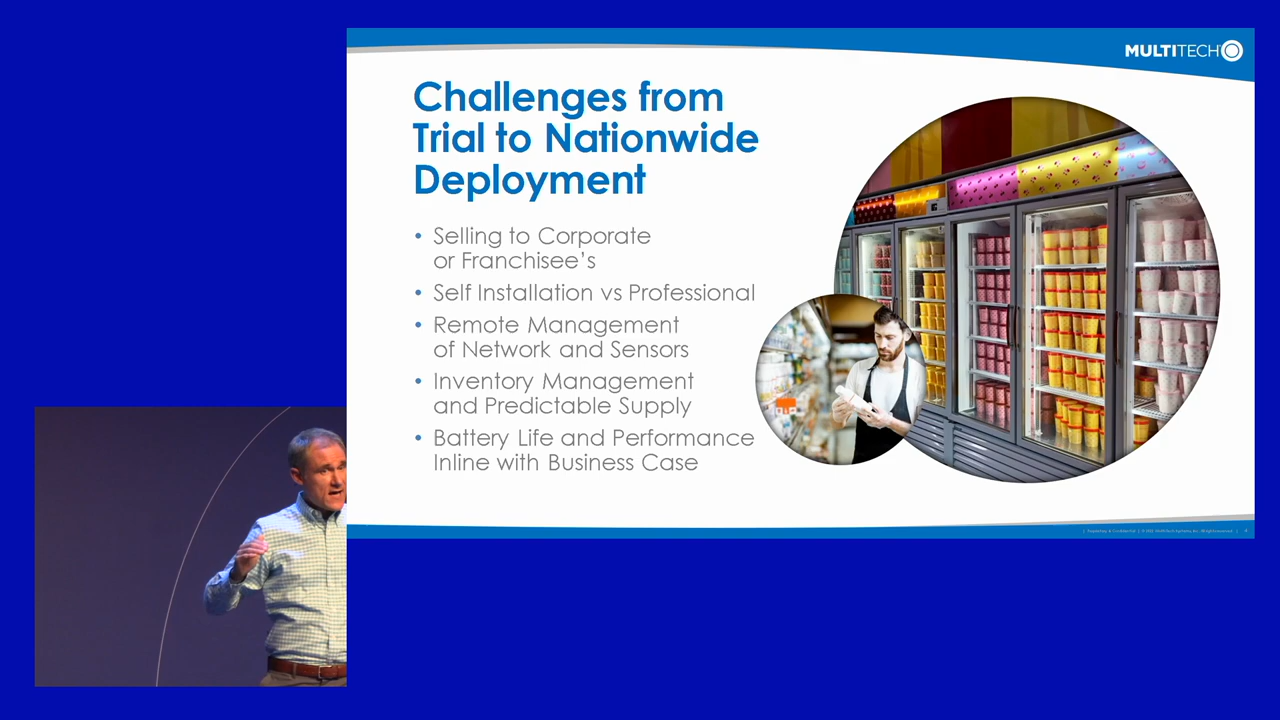 MULTITECH
Challenges from
Trial to Nationwide
Deployment
• Selling to Corporate
or Franchisee's
• Self Installation vs Professional
• Remote Management
of Network and Sensors
• Inventory Management
and Predictable Supply
• Battery Life and Performance
Inline with Business Case